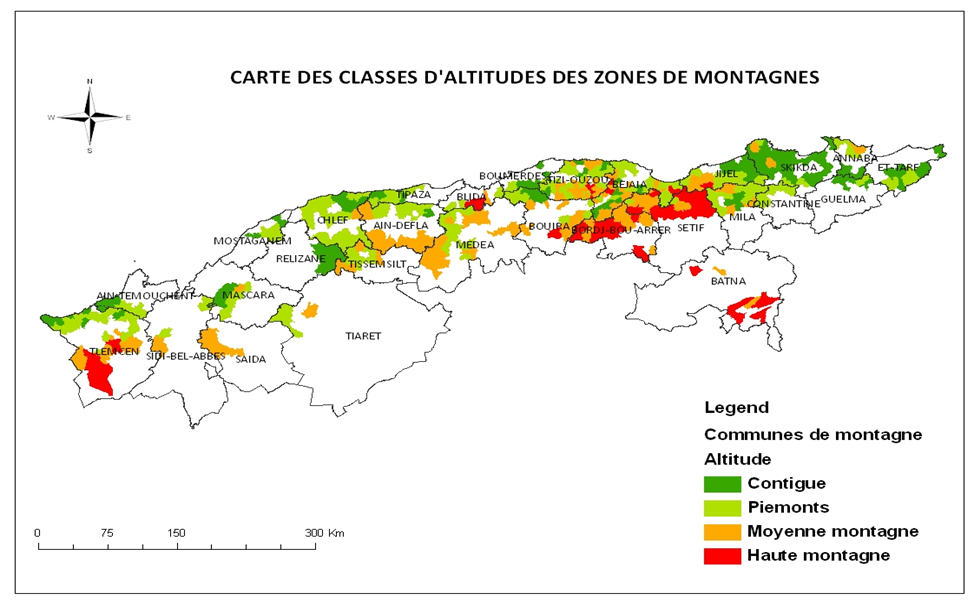 CARTE DES CLASSES D'ALTITUDES DES ZONES DE MONTAGNES
N
W E
S
ANNABA
SKIKDA ET-TARF
JIJEL
BOUMERDES TIZI-OUZOU BEJAIA
TIPAZA BLIDA CONSTANTINE GUELMA
MILA
CHLEF AIN-DEFLA BOUIRA BORDJ-BOU-ARRER SETIF
MOSTAGANEM MEDEA
RELIZANE TISSEMSILT
BATNA
AIN-TEMOUCHENT MASCARA
TIARET
TLEMCEN SIDI-BEL-ABBES SAIDA
Legend
Communes de montagne
Altitude
Contigue
Piemonts
Moyenne montagne
Haute montagne
0 75 150 300 Km